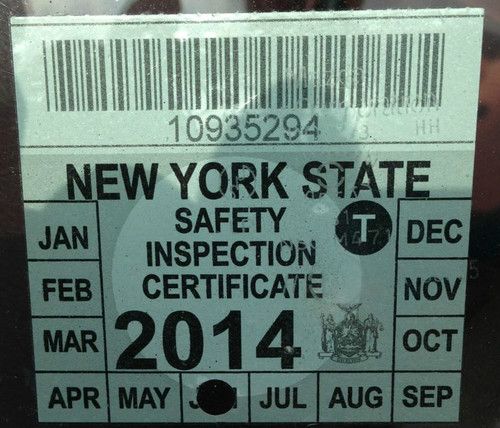 10935294
NEW YORK STATE
SAFETY
T
INSPECTION
CERTIFICATE
2014
JAN
FEB
MAR
APR MAY JUL AUG SEP
OCT
NOV
DEC
HH